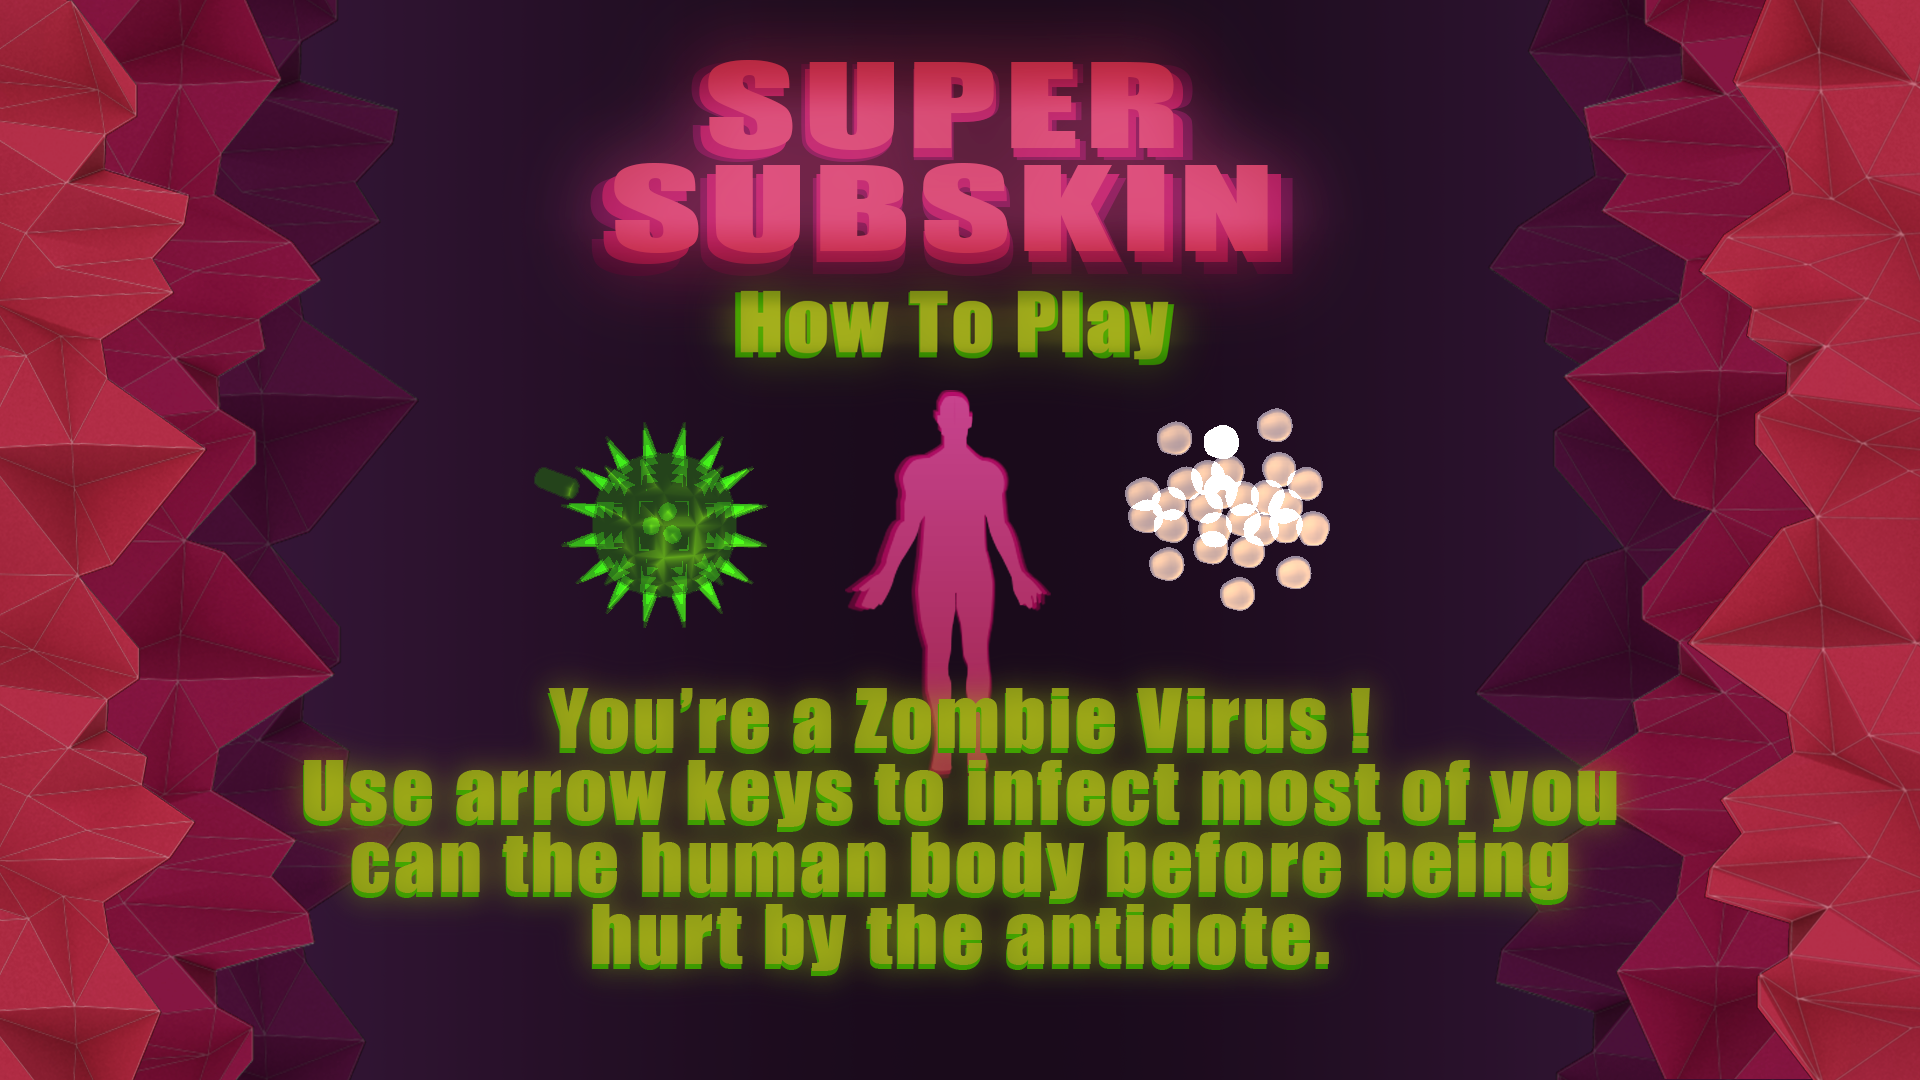 SUPER
SUBSKIN
How To Play
You’re a Zombie Virus !
Use arrow keys to infect most of you
can the human body before being
hurt by the antidote.